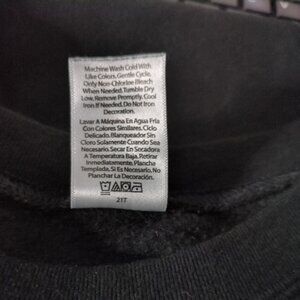 Machine Wash Cold With
Like Colors, Gentle Cycle.
Only Non-Chlorine Bleach
When Needed. Tumble Dry
Low, Remove Promptly. Cool
Iron If Needed. Do Not Iron
Decoration.
Lavar A Máquina En Agua Fría
Con Colores Similares. Ciclo
Delicado. Blanqueador Sin
Cloro Solamente Cuando Sea
Necesario. Secar En Secadora
A Temperatura Baja. Retirar
Inmediatamente. Plancha
Templada, Si Es Necesario. No
Planchar La Decoración.
21T